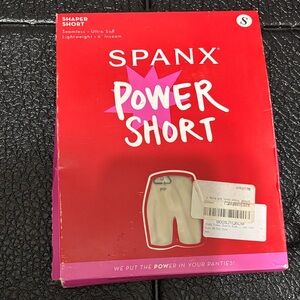 SHAPER
SHORT
Seamless • Ultra Soft
Lightweight • 6" Inseam
S
SPANX®
POWER
SHORT
WE PUT THE POWER IN YOUR PANTIES!